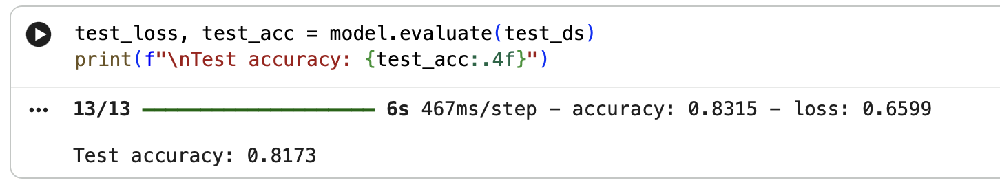 test_loss, test_acc = model.evaluate(test_ds)
print(f"\nTest accuracy: {test_acc:.4f}")
13/13 ━━━━━━━━━━━━━━━━━━━━ 6s 467ms/step - accuracy: 0.8315 - loss: 0.6599
Test accuracy: 0.8173